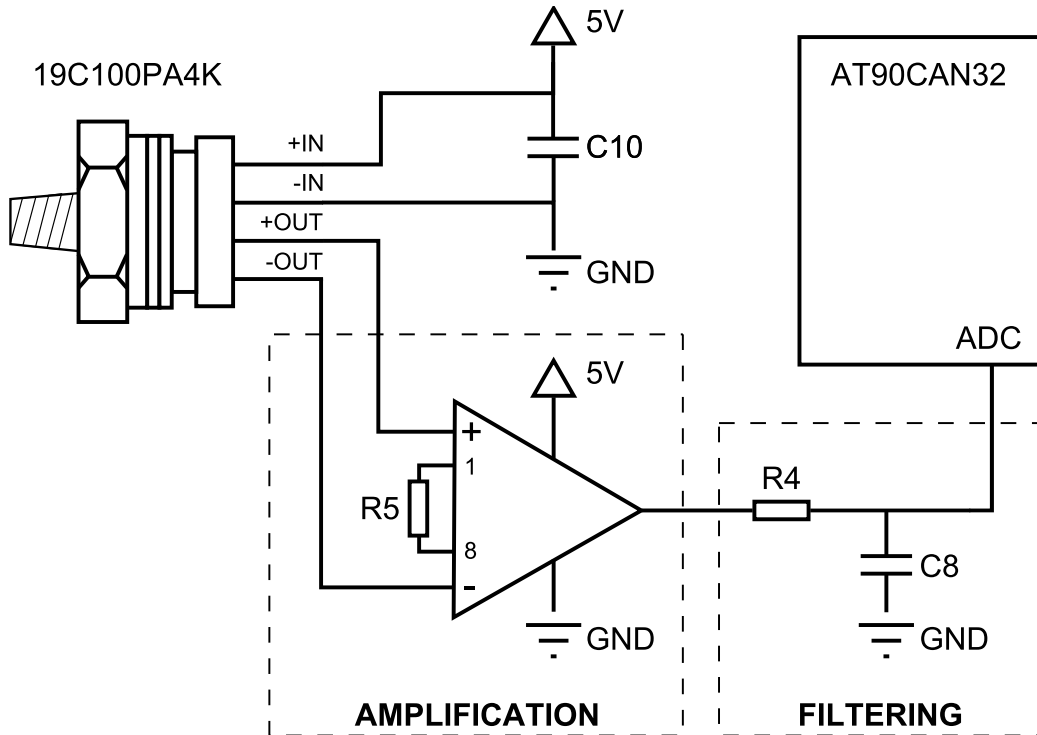 5V
19C100PA4K
AT90CAN32
+IN
C10
-IN
+OUT
-OUT
GND
ADC
5V
+
1
R5
R4
8
C8
-
GND
GND
AMPLIFICATION
FILTERING